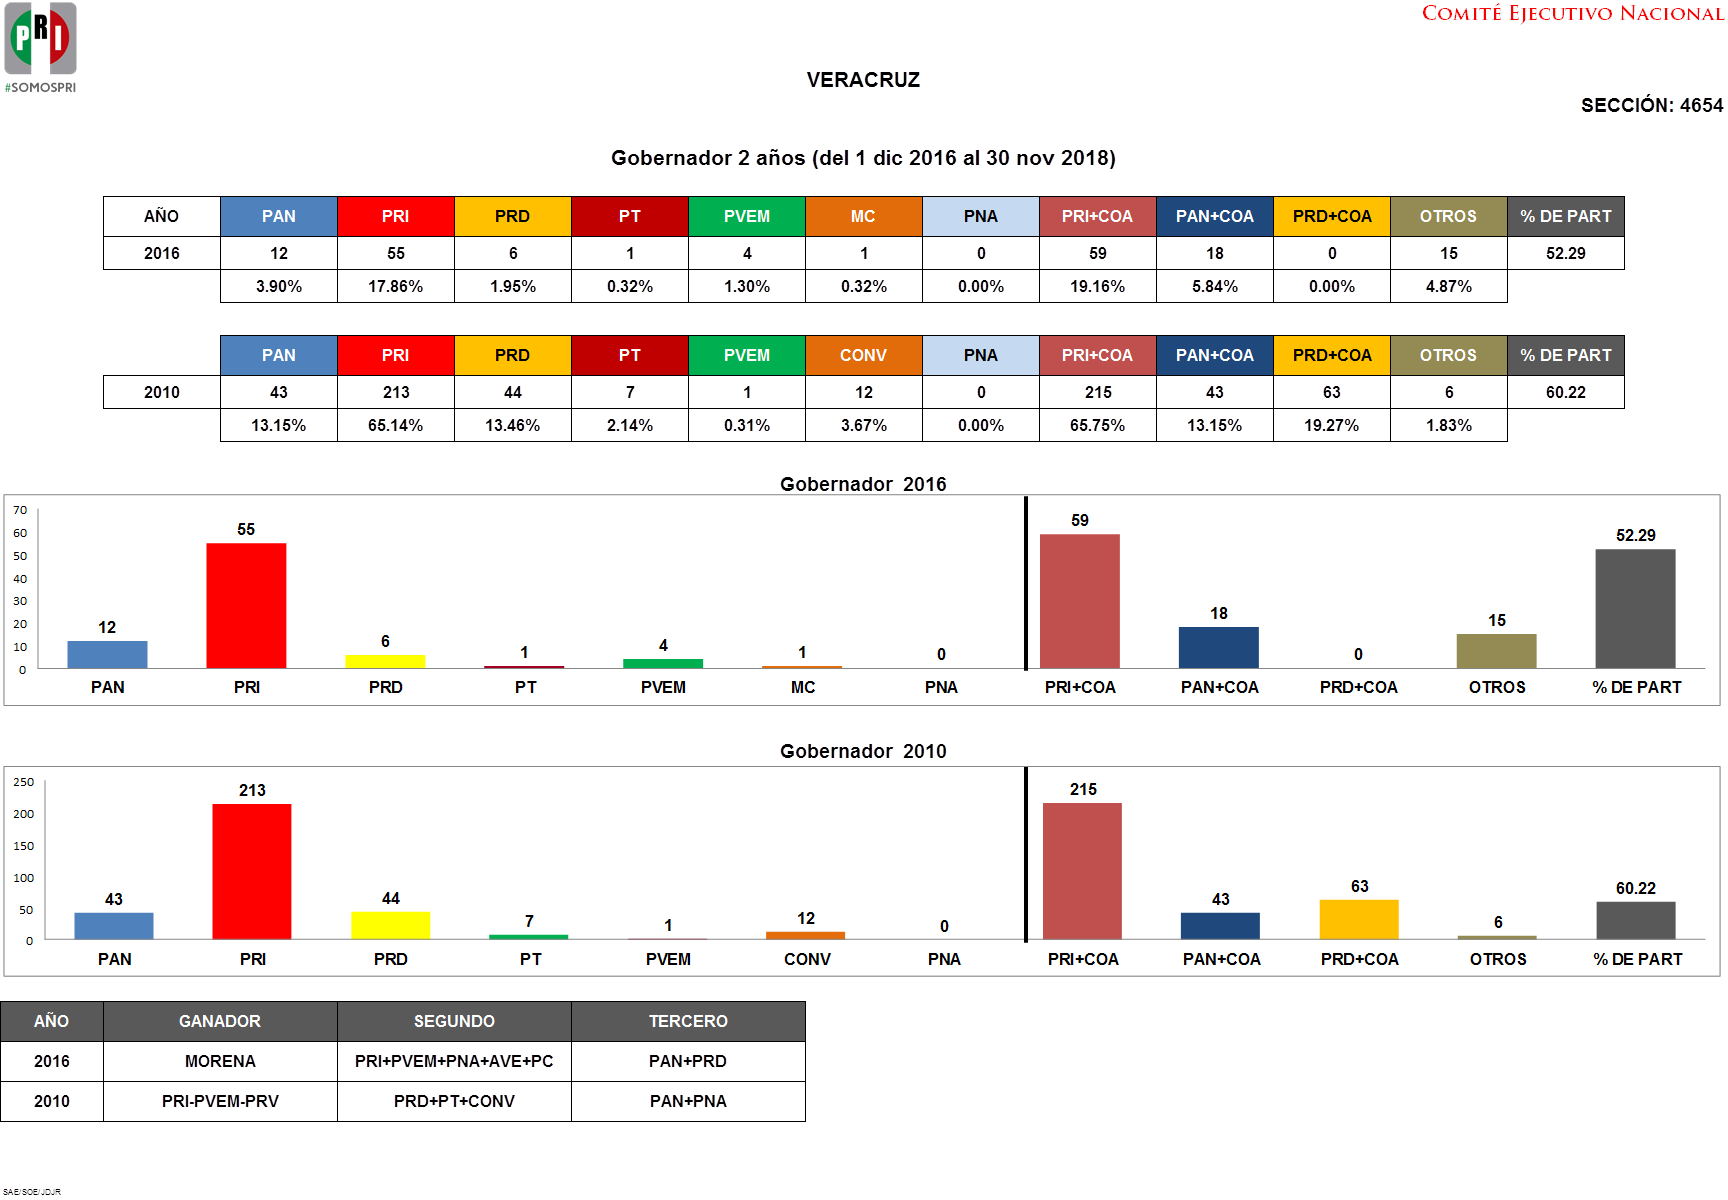 PRI
#SOMOSPRI
COMITÉ EJECUTIVO NACIONAL
VERACRUZ
SECCIÓN: 4654
Gobernador 2 años (del 1 dic 2016 al 30 nov 2018)
AÑO PAN PRI PRD PT PVEM MC PNA PRI+COA PAN+COA PRD+COA OTROS % DE PART
2016 12 55 6 1 4 1 0 59 18 0 15 52.29
3.90% 17.86% 1.95% 0.32% 1.30% 0.32% 0.00% 19.16% 5.84% 0.00% 4.87%
PAN PRI PRD PT PVEM CONV PNA PRI+COA PAN+COA PRD+COA OTROS % DE PART
2010 43 213 44 7 1 12 0 215 43 63 6 60.22
13.15% 65.14% 13.46% 2.14% 0.31% 3.67% 0.00% 65.75% 13.15% 19.27% 1.83%
Gobernador 2016
70
60
50
40
30
20
10
0
12 55 6 1 4 1 0 59 18 0 15 52.29
PAN PRI PRD PT PVEM MC PNA PRI+COA PAN+COA PRD+COA OTROS % DE PART
Gobernador 2010
250
200
150
100
50
0
43 213 44 7 1 12 0 215 43 63 6 60.22
PAN PRI PRD PT PVEM CONV PNA PRI+COA PAN+COA PRD+COA OTROS % DE PART
AÑO GANADOR SEGUNDO TERCERO
2016 MORENA PRI+PVEM+PNA+AVE+PC PAN+PRD
2010 PRI-PVEM-PRV PRD+PT+CONV PAN+PNA
SAE/SOE/JDJR